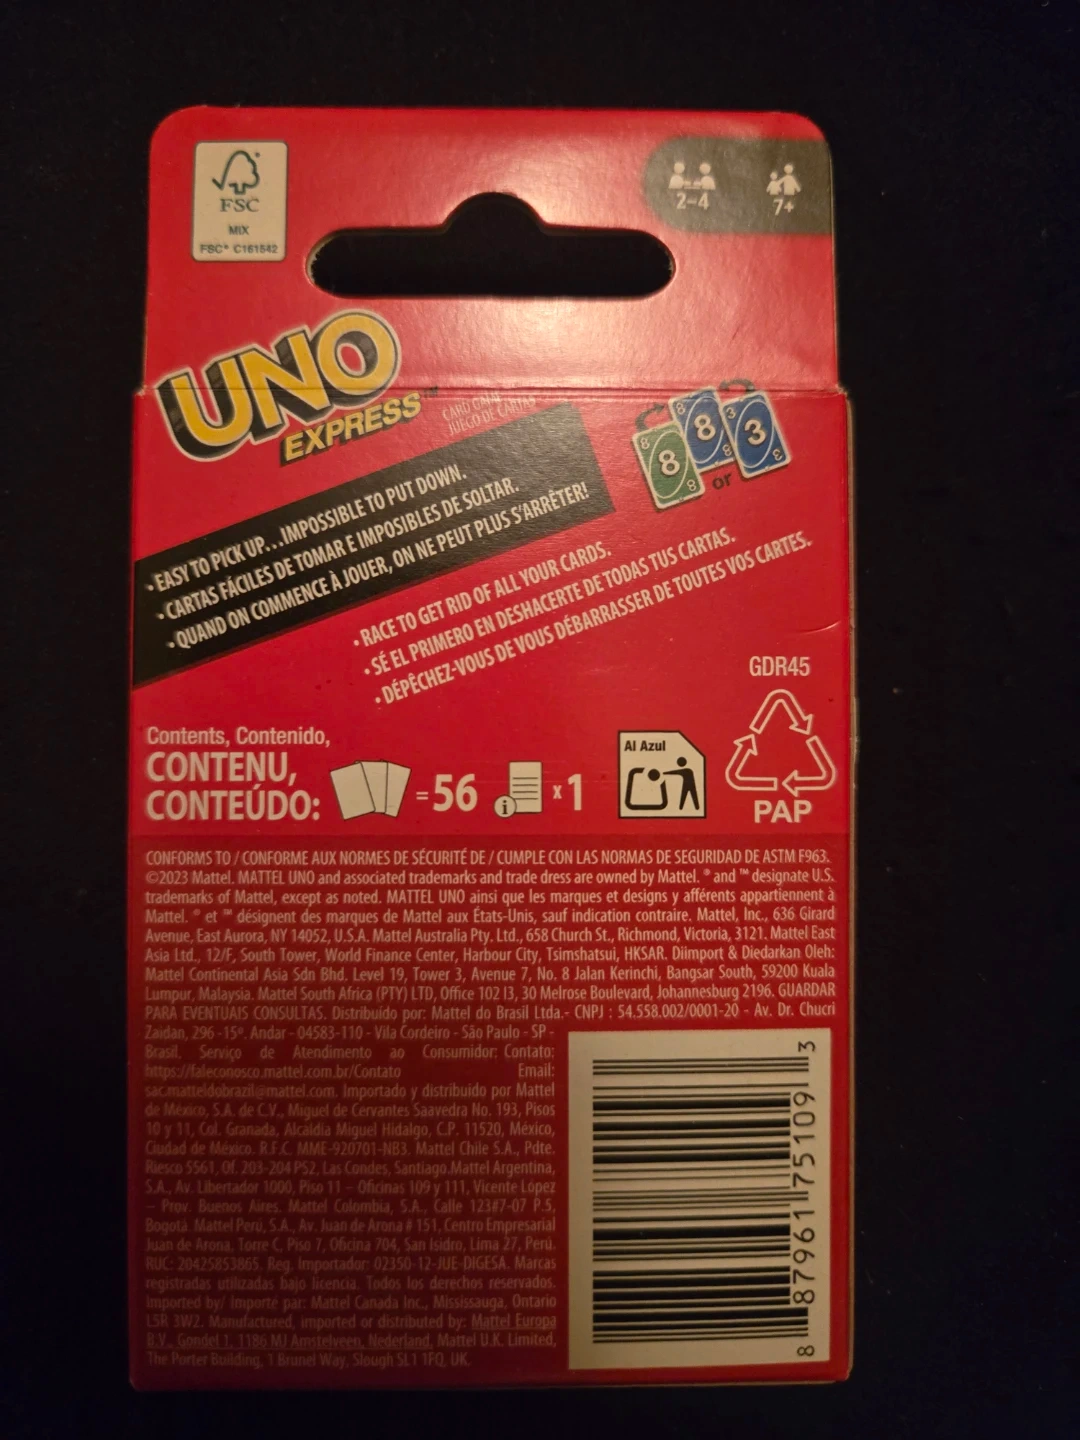 FSC
MIX
FSC® C161542
2-4
7+
UNO
EXPRESS™
CARD GAME
JUEGO DE CARTAS
8 8 3
or
• EASY TO PICK UP...IMPOSSIBLE TO PUT DOWN.
• CARTAS FÁCILES DE TOMAR E IMPOSIBLES DE SOLTAR.
• QUAND ON COMMENCE À JOUER, ON NE PEUT PLUS S'ARRÊTER!
• RACE TO GET RID OF ALL YOUR CARDS.
• SÉ EL PRIMERO EN DESHACERTE DE TODAS TUS CARTAS.
• DÉPÊCHEZ-VOUS DE VOUS DÉBARRASSER DE TOUTES VOS CARTES.
GDR45
Contents, Contenido,
CONTENU,
CONTEÚDO:
= 56
i x 1
Al Azul
PAP
CONFORMS TO / CONFORME AUX NORMES DE SÉCURITÉ DE / CUMPLE CON LAS NORMAS DE SEGURIDAD DE ASTM F963.
©2023 Mattel. MATTEL UNO and associated trademarks and trade dress are owned by Mattel. ® and ™ designate U.S.
trademarks of Mattel, except as noted. MATTEL UNO ainsi que les marques et designs y afférents appartiennent à
Mattel. ® et ™ désignent des marques de Mattel aux États-Unis, sauf indication contraire. Mattel, Inc., 636 Girard
Avenue, East Aurora, NY 14052, U.S.A. Mattel Australia Pty. Ltd., 658 Church St., Richmond, Victoria, 3121. Mattel East
Asia Ltd., 12/F, South Tower, World Finance Center, Harbour City, Tsimshatsui, HKSAR. Diimport & Diedarkan Oleh:
Mattel Continental Asia Sdn Bhd. Level 19, Tower 3, Avenue 7, No. 8 Jalan Kerinchi, Bangsar South, 59200 Kuala
Lumpur, Malaysia. Mattel South Africa (PTY) LTD, Office 102 I3, 30 Melrose Boulevard, Johannesburg 2196. GUARDAR
PARA EVENTUAIS CONSULTAS. Distribuído por: Mattel do Brasil Ltda.- CNPJ : 54.558.002/0001-20 - Av. Dr. Chucri
Zaidan, 296 -15º. Andar - 04583-110 - Vila Cordeiro - São Paulo - SP -
Brasil. Serviço de Atendimento ao Consumidor: Contato:
https://faleconosco.mattel.com.br/Contato Email:
sac.matteldobrazil@mattel.com. Importado y distribuido por Mattel
de México, S.A. de C.V., Miguel de Cervantes Saavedra No. 193, Pisos
10 y 11, Col. Granada, Alcaldía Miguel Hidalgo, C.P. 11520, México,
Ciudad de México. R.F.C. MME-920701-NB3. Mattel Chile S.A., Pdte.
Riesco 5561, Of. 203-204 P52, Las Condes, Santiago.Mattel Argentina,
S.A., Av. Libertador 1000, Piso 11 – Oficinas 109 y 111, Vicente López
– Prov. Buenos Aires. Mattel Colombia, S.A., Calle 123#7-07 P.5,
Bogotá. Mattel Perú, S.A., Av. Juan de Arona # 151, Centro Empresarial
Juan de Arona, Torre C, Piso 7, Oficina 704, San Isidro, Lima 27, Perú.
RUC: 20425853865. Reg. Importador: 02350-12-JUE-DIGESA. Marcas
registradas utilizadas bajo licencia. Todos los derechos reservados.
Imported by/ Importé par: Mattel Canada Inc., Mississauga, Ontario
L5R 3W2. Manufactured, imported or distributed by: Mattel Europa
B.V., Gondel 1, 1186 MJ Amstelveen, Nederland, Mattel U.K. Limited,
The Porter Building, 1 Brunel Way, Slough SL1 1FQ, UK.
8 87961 75109 3